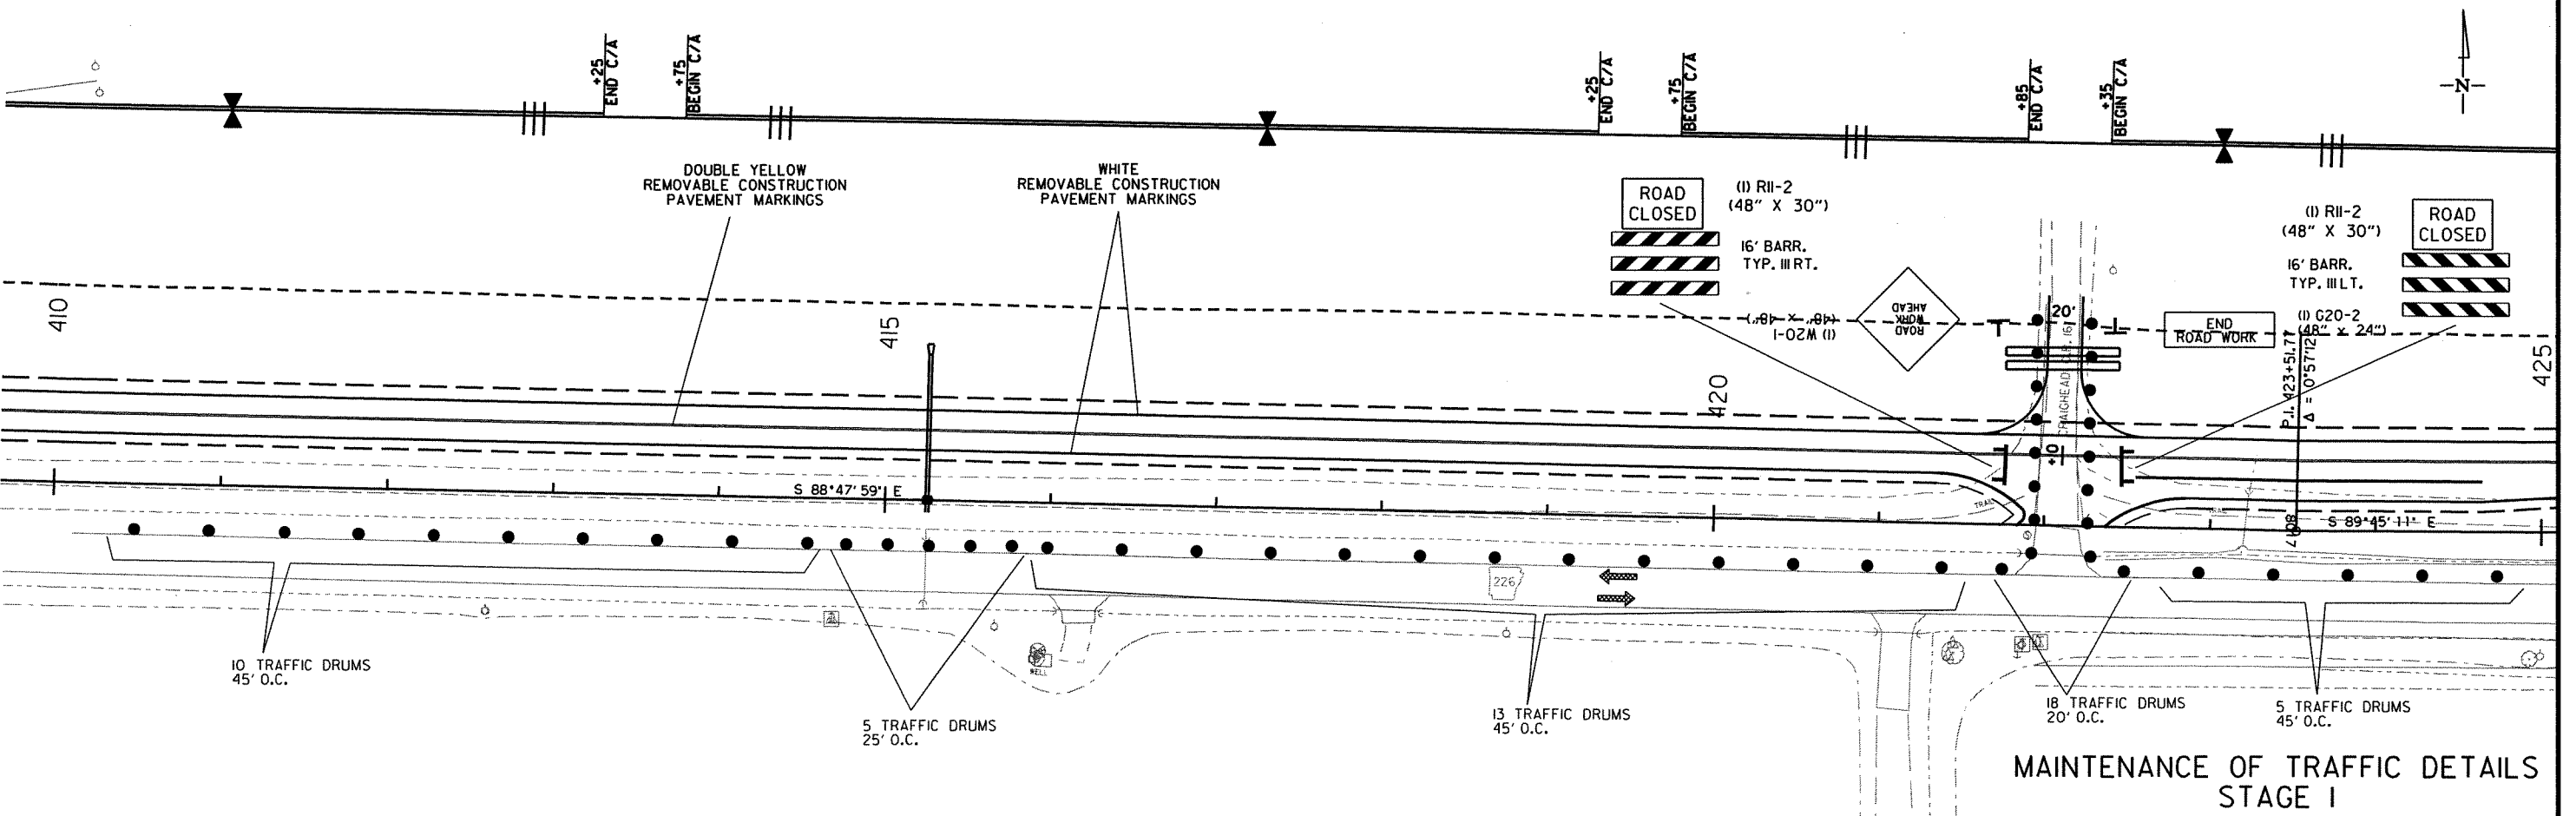 +25
END C/A
+75
BEGIN C/A
+25
END C/A
+75
BEGIN C/A
+85
END C/A
+35
BEGIN C/A
N
DOUBLE YELLOW
REMOVABLE CONSTRUCTION
PAVEMENT MARKINGS
WHITE
REMOVABLE CONSTRUCTION
PAVEMENT MARKINGS
ROAD
CLOSED
(1) R11-2
(48" X 30")
16' BARR.
TYP. III RT.
ROAD
WORK
AHEAD
(1) W20-1
(48" x 48")
20'
(1) R11-2
(48" X 30")
ROAD
CLOSED
16' BARR.
TYP. III LT.
END
ROAD WORK
(1) G20-2
(48" x 24")
410
415
420
425
P.I. 423+51.77
Δ = 0°57'12"
S 88°47'59" E
+01
S 89°45'11" E
226
WELL
10 TRAFFIC DRUMS
45' O.C.
5 TRAFFIC DRUMS
25' O.C.
13 TRAFFIC DRUMS
45' O.C.
18 TRAFFIC DRUMS
20' O.C.
5 TRAFFIC DRUMS
45' O.C.
MAINTENANCE OF TRAFFIC DETAILS
STAGE 1